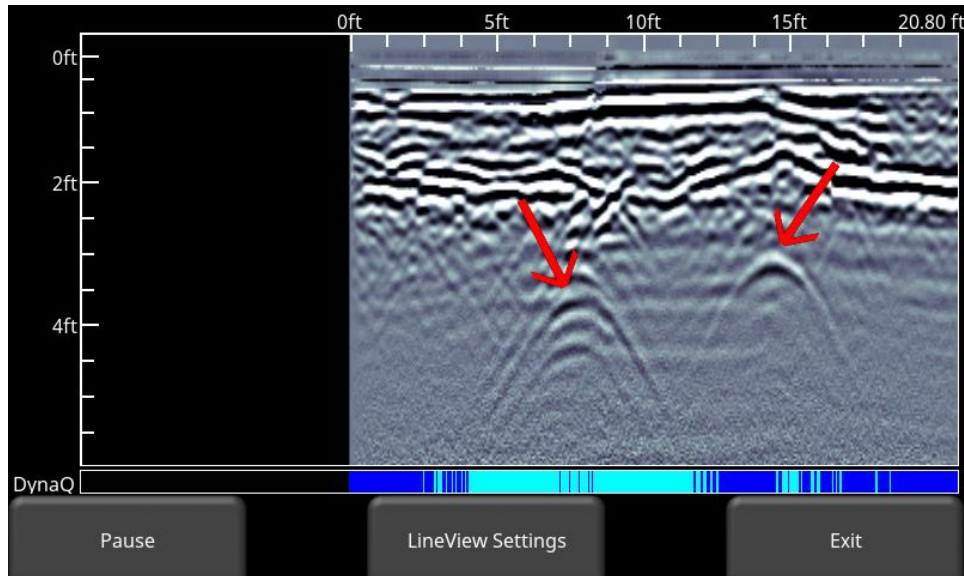 0ft 5ft 10ft 15ft 20.80 ft
0ft
2ft
4ft
DynaQ
Pause LineView Settings Exit